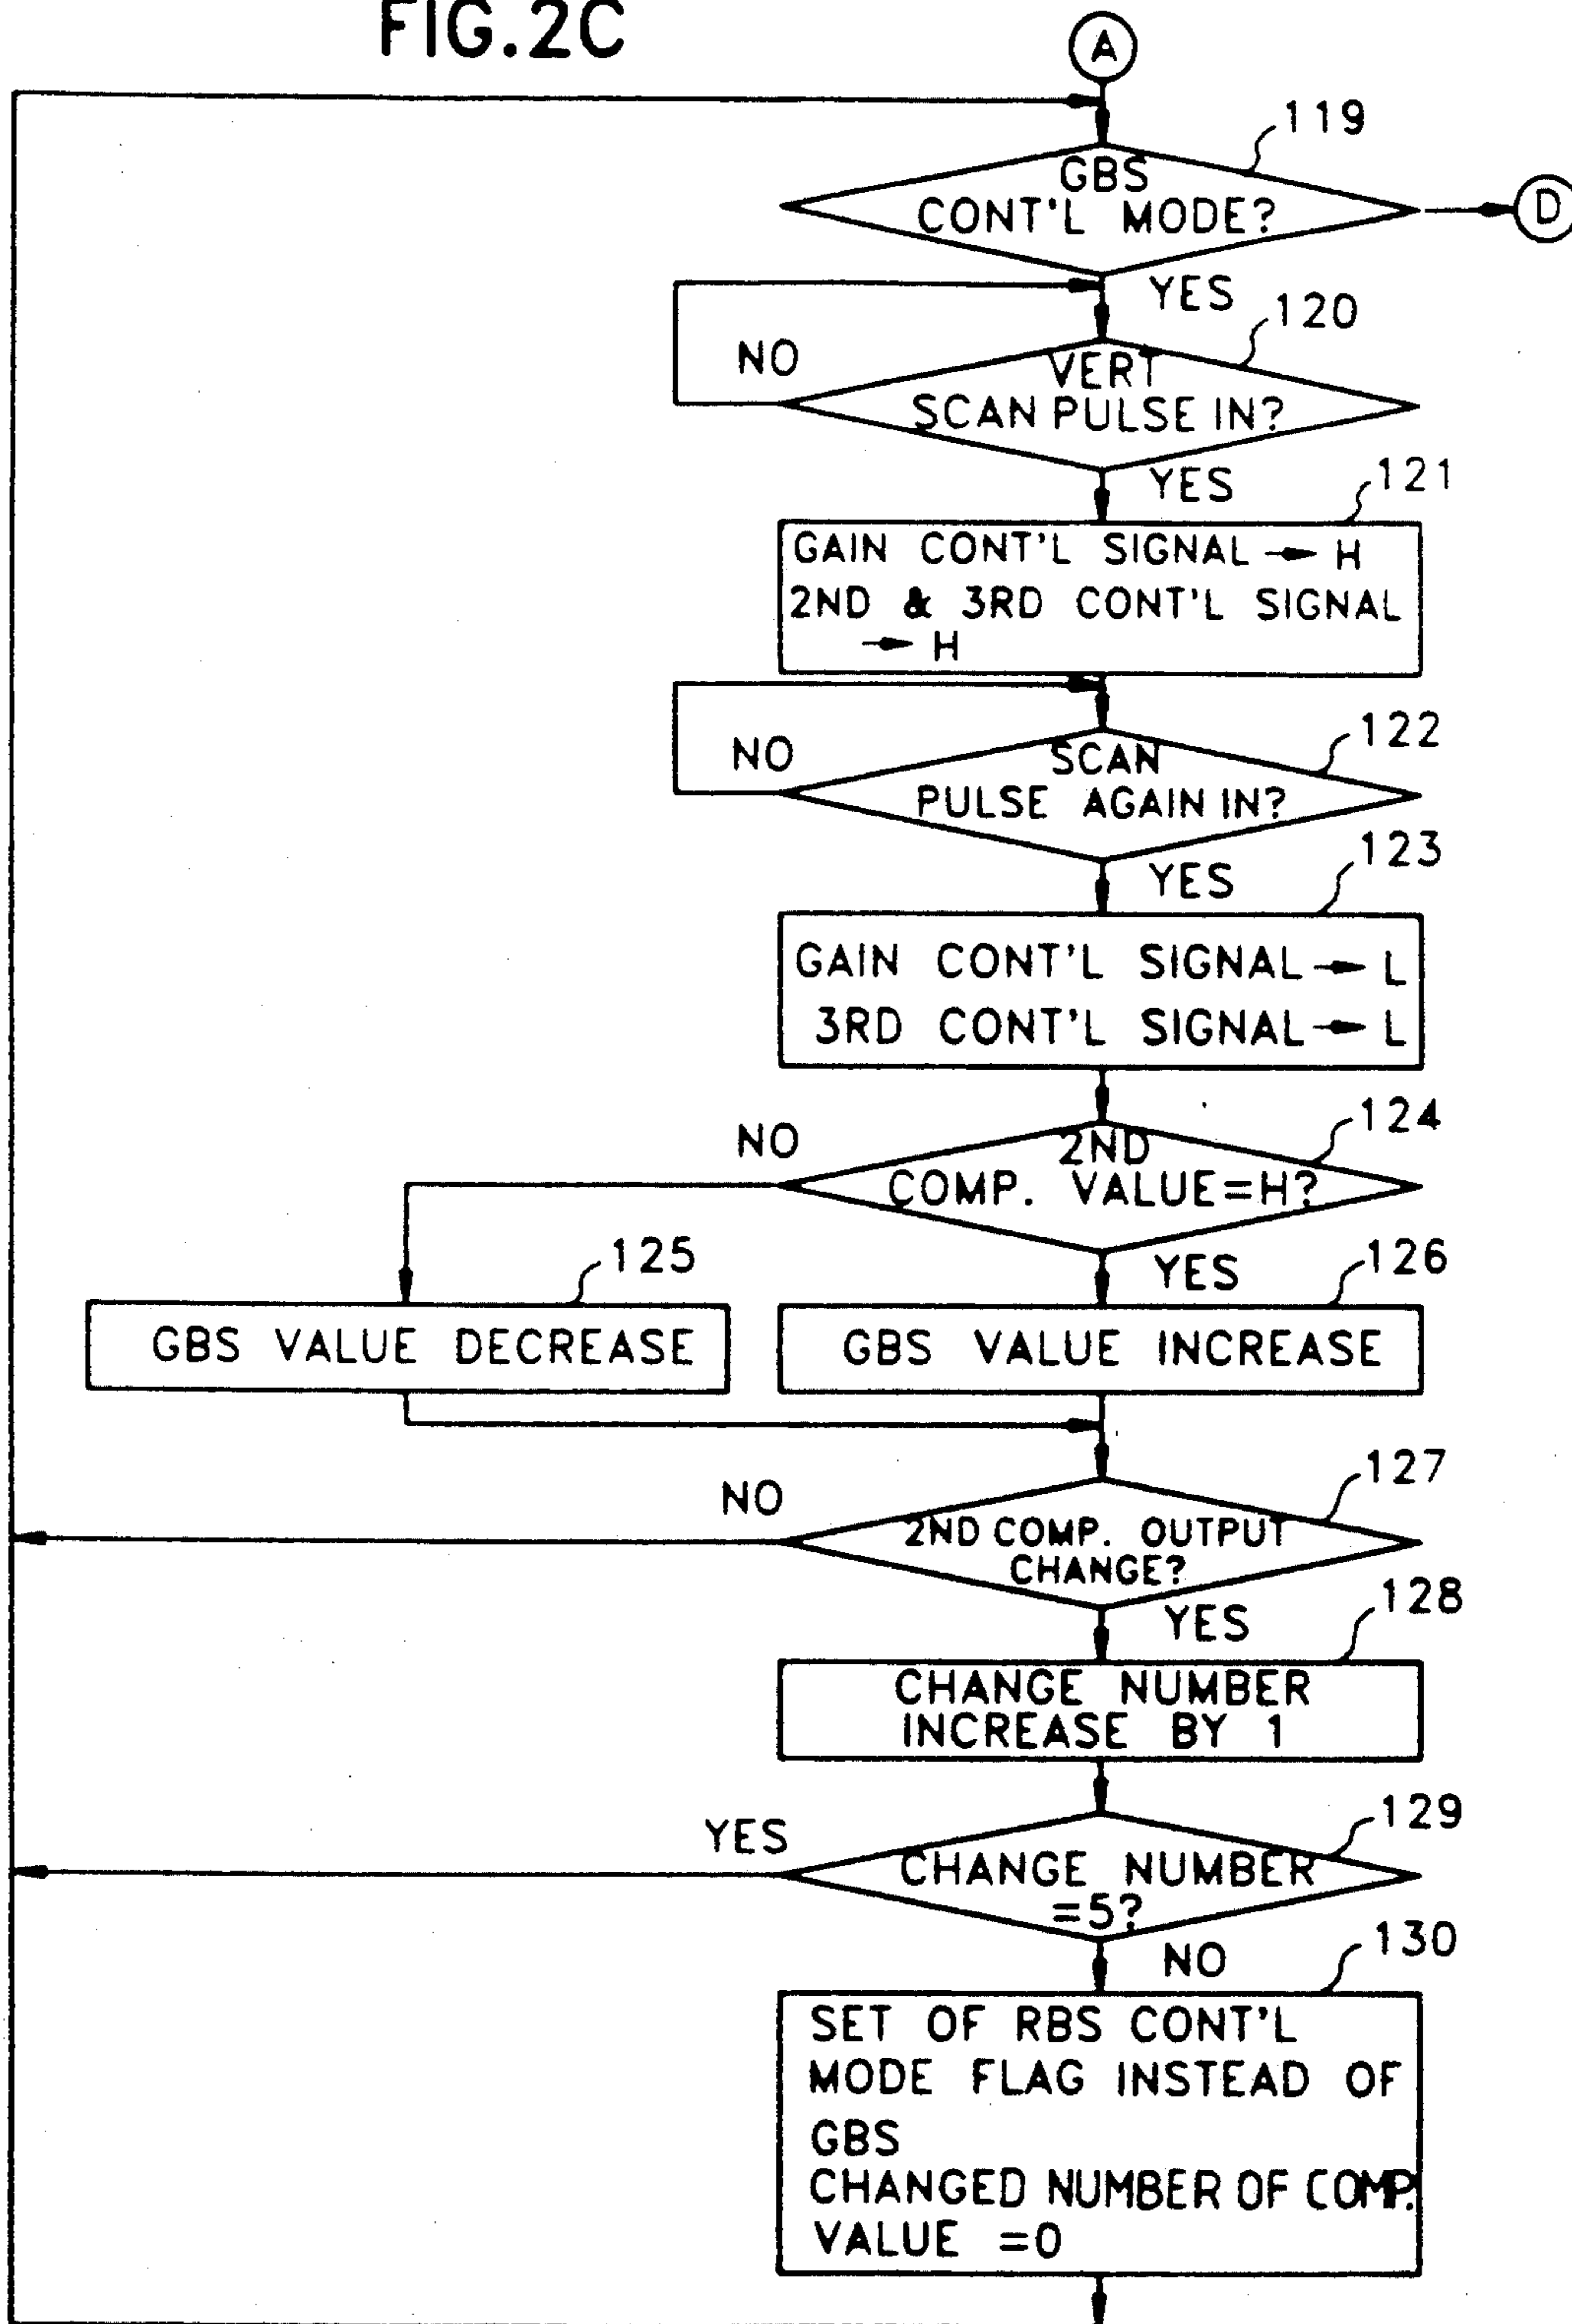 FIG.2C
A
119
GBS
CONT'L MODE?
D
YES
120
NO
VERT
SCAN PULSE IN?
YES
121
GAIN CONT'L SIGNAL → H
2ND & 3RD CONT'L SIGNAL
→ H
122
NO
SCAN
PULSE AGAIN IN?
YES
123
GAIN CONT'L SIGNAL → L
3RD CONT'L SIGNAL → L
124
NO
2ND
COMP. VALUE=H?
YES
125
126
GBS VALUE DECREASE
GBS VALUE INCREASE
127
NO
2ND COMP. OUTPUT
CHANGE?
YES
128
CHANGE NUMBER
INCREASE BY 1
129
YES
CHANGE NUMBER
=5?
NO
130
SET OF RBS CONT'L
MODE FLAG INSTEAD OF
GBS
CHANGED NUMBER OF COMP.
VALUE =0